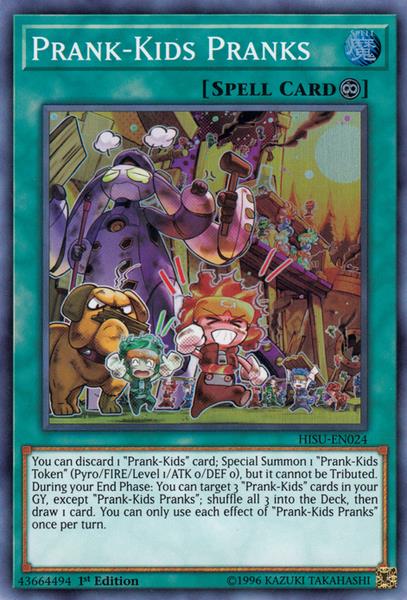 PRANK-KIDS PRANKS
SPELL
魔
[SPELL CARD]
HISU-EN024
You can discard 1 "Prank-Kids" card; Special Summon 1 "Prank-Kids
Token" (Pyro/FIRE/Level 1/ATK 0/DEF 0), but it cannot be Tributed.
During your End Phase: You can target 3 "Prank-Kids" cards in your
GY, except "Prank-Kids Pranks"; shuffle all 3 into the Deck, then
draw 1 card. You can only use each effect of "Prank-Kids Pranks"
once per turn.
43664494 1st Edition ©1996 KAZUKI TAKAHASHI